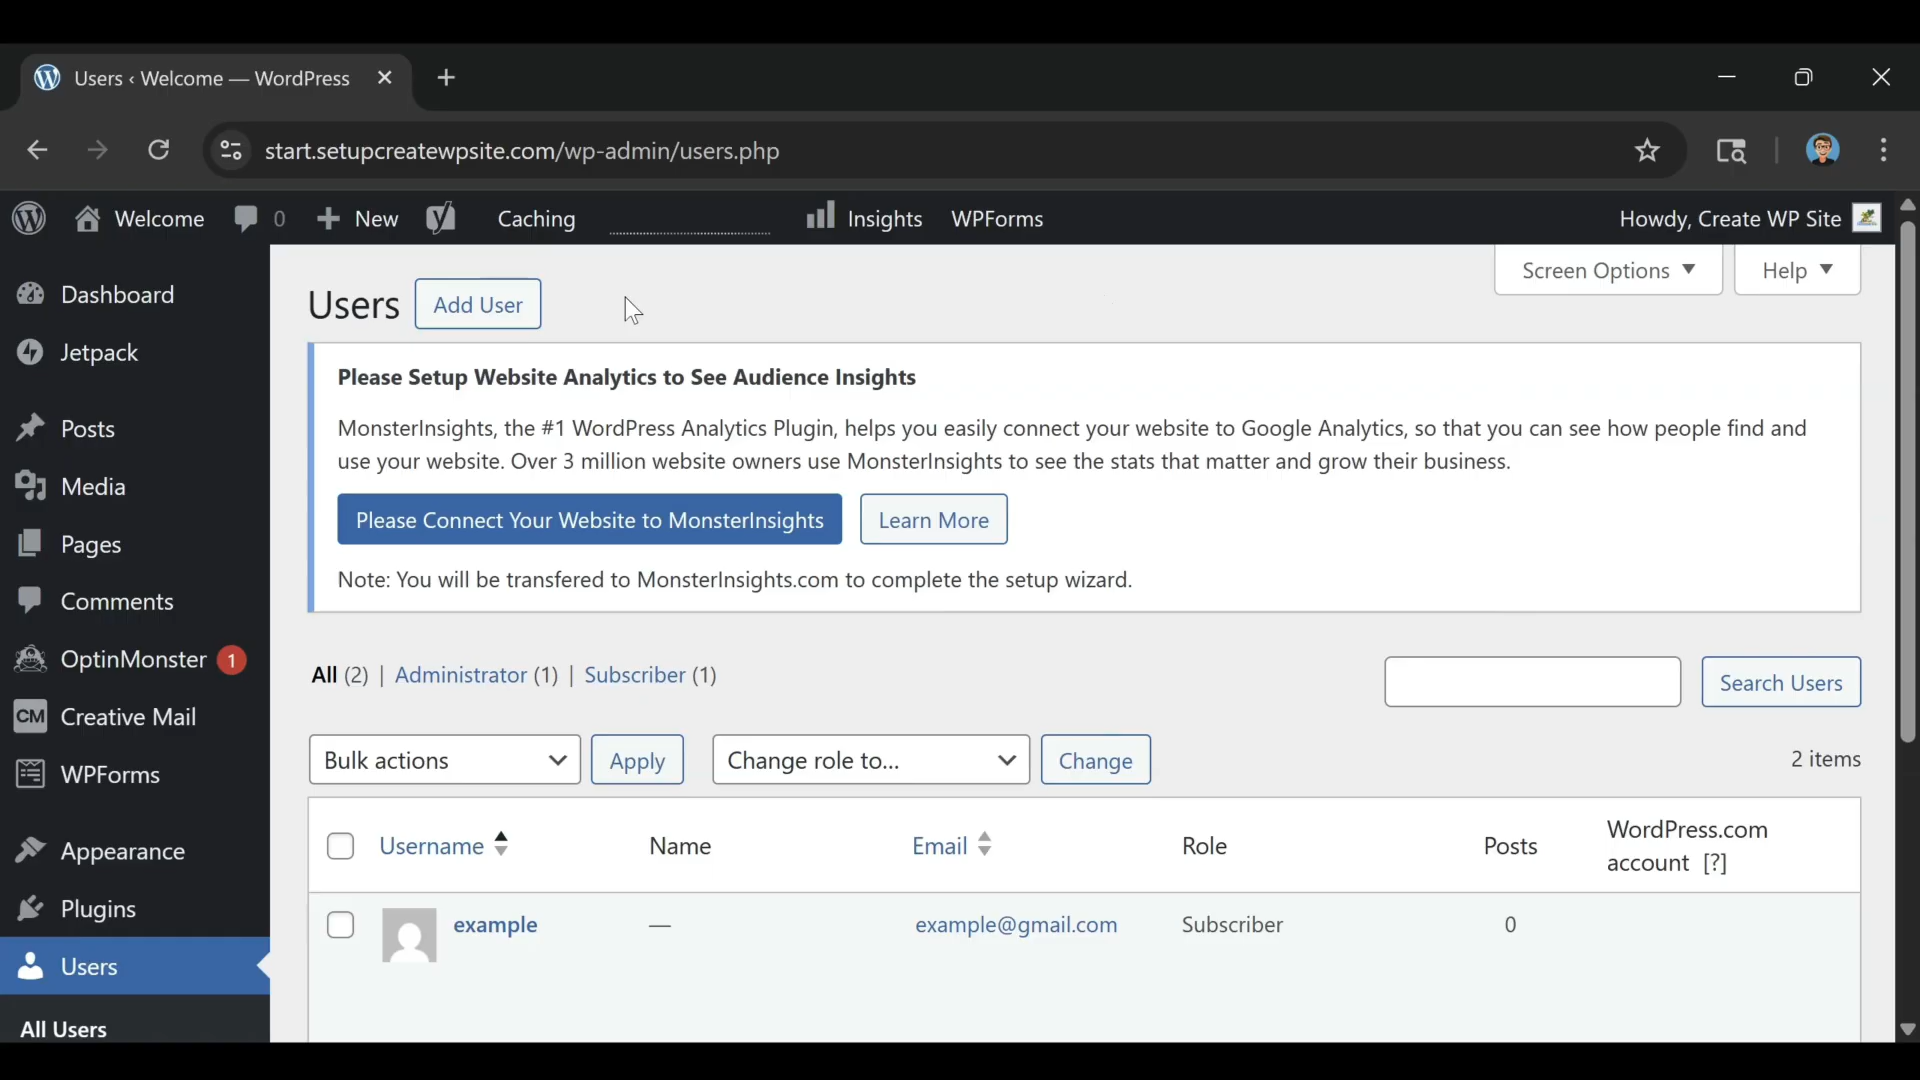 Users ‹ Welcome — WordPress
start.setupcreatewpsite.com/wp-admin/users.php
Welcome 0 New Caching Insights WPForms Howdy, Create WP Site
Screen Options Help
Users Add User
Dashboard
Jetpack
Posts
Media
Pages
Comments
OptinMonster 1
CM Creative Mail
WPForms
Appearance
Plugins
Users
All Users
Please Setup Website Analytics to See Audience Insights
MonsterInsights, the #1 WordPress Analytics Plugin, helps you easily connect your website to Google Analytics, so that you can see how people find and
use your website. Over 3 million website owners use MonsterInsights to see the stats that matter and grow their business.
Please Connect Your Website to MonsterInsights Learn More
Note: You will be transfered to MonsterInsights.com to complete the setup wizard.
All (2) | Administrator (1) | Subscriber (1)
Search Users
Bulk actions Apply Change role to... Change 2 items
Username Name Email Role Posts WordPress.com
account [?]
example — example@gmail.com Subscriber 0